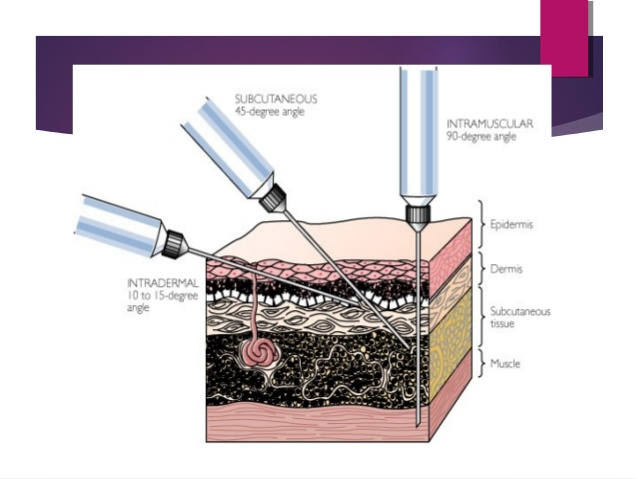 SUBCUTANEOUS
45-degree angle
INTRAMUSCULAR
90-degree angle
INTRADERMAL
10 to 15-degree
angle
Epidermis
Dermis
Subcutaneous
tissue
Muscle